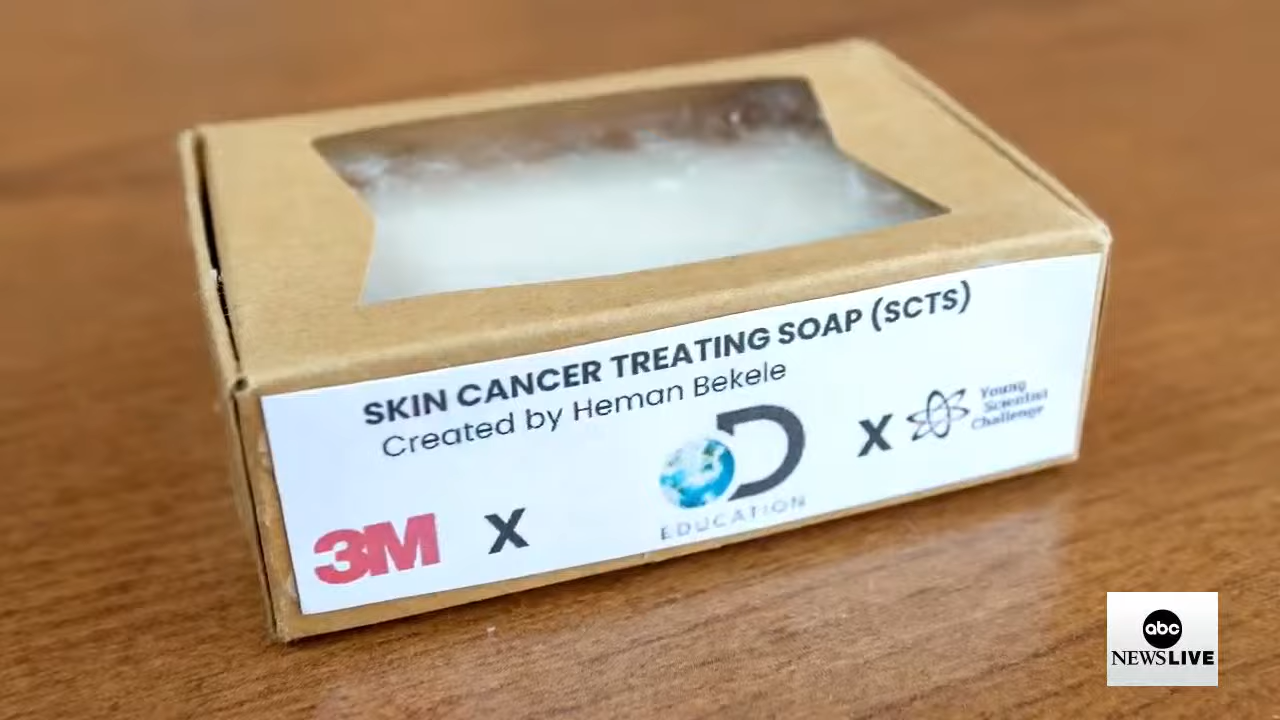 SKIN CANCER TREATING SOAP (SCTS)
Created by Heman Bekele
3M X
EDUCATION
X Young
Scientist
Challenge
abc
NEWSLIVE